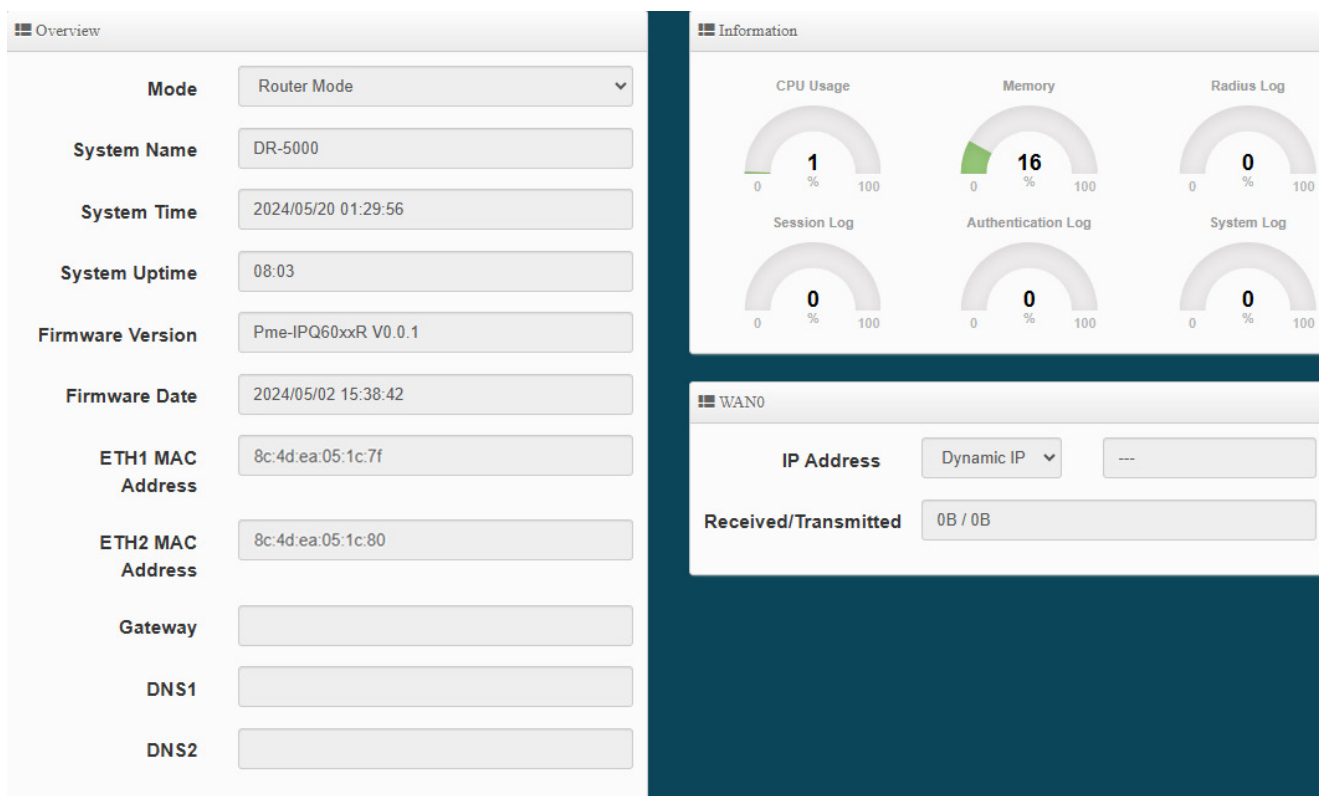 Overview
Mode
Router Mode
System Name
DR-5000
System Time
2024/05/20 01:29:56
System Uptime
08:03
Firmware Version
Pme-IPQ60xxR V0.0.1
Firmware Date
2024/05/02 15:38:42
ETH1 MAC
Address
8c:4d:ea:05:1c:7f
ETH2 MAC
Address
8c:4d:ea:05:1c:80
Gateway
DNS1
DNS2
Information
CPU Usage
1
%
0
100
Memory
16
%
0
100
Radius Log
0
%
0
100
Session Log
0
%
0
100
Authentication Log
0
%
0
100
System Log
0
%
0
100
WAN0
IP Address
Dynamic IP
---
Received/Transmitted
0B / 0B